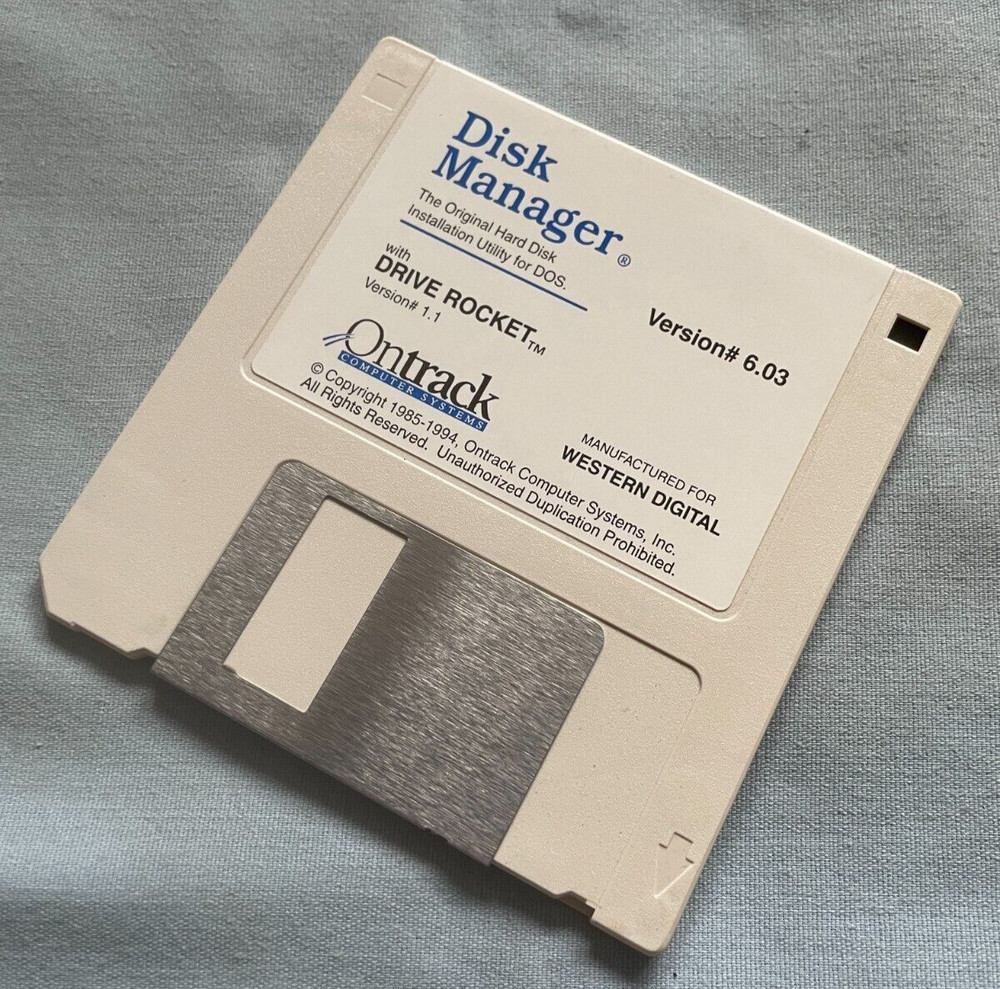 Disk
Manager®
The Original Hard Disk
Installation Utility for DOS.
with
DRIVE ROCKET™
Version# 1.1
Version# 6.03
Ontrack
COMPUTER SYSTEMS
MANUFACTURED FOR
WESTERN DIGITAL
© Copyright 1985-1994, Ontrack Computer Systems, Inc.
All Rights Reserved. Unauthorized Duplication Prohibited.